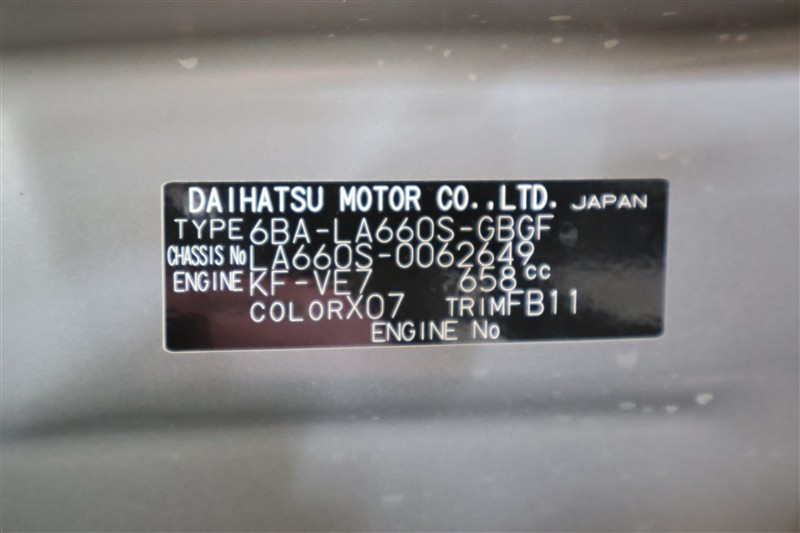 DAIHATSU MOTOR CO.,LTD. JAPAN
TYPE 6BA-LA660S-GBGF
CHASSIS No LA660S-0062649
ENGINE KF-VE7 658cc
COLOR X07 TRIM FB11
ENGINE No